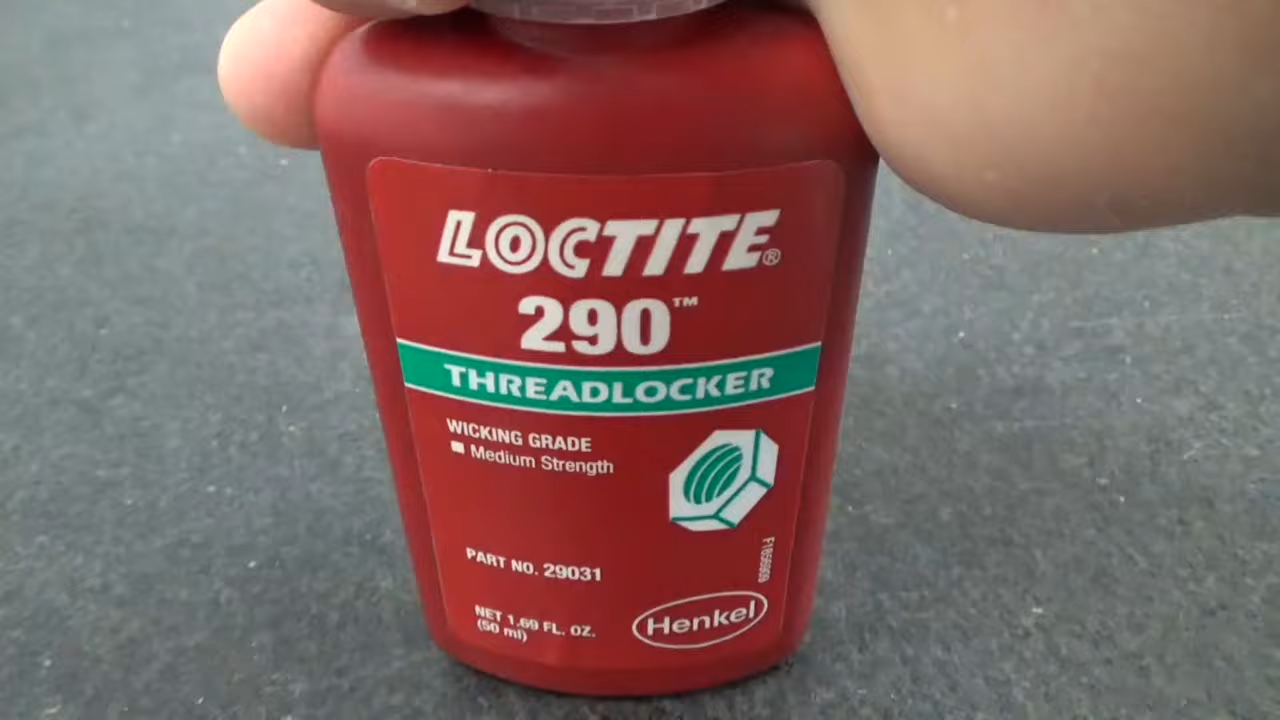 LOCTITE®
290™
THREADLOCKER
WICKING GRADE
■ Medium Strength
PART NO. 29031
NET 1.69 FL. OZ.
(50 ml)
Henkel